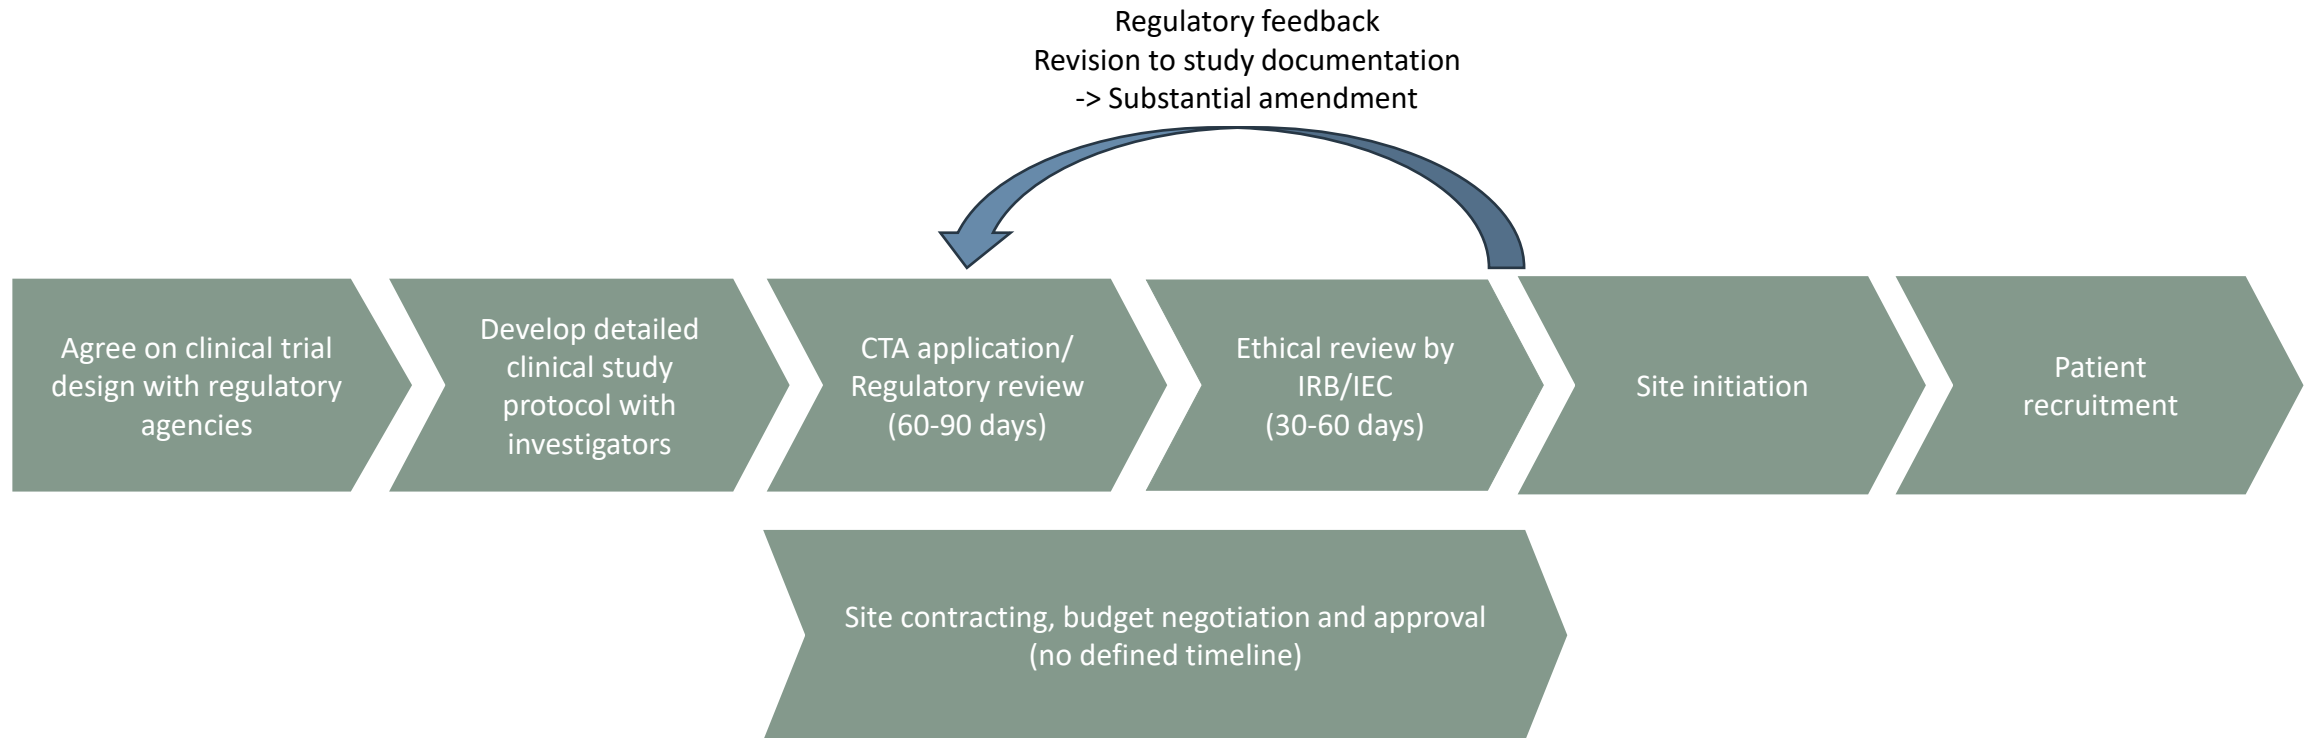 Regulatory feedback
Revision to study documentation
-> Substantial amendment
Agree on clinical trial
design with regulatory
agencies
Develop detailed
clinical study
protocol with
investigators
CTA application/
Regulatory review
(60-90 days)
Ethical review by
IRB/IEC
(30-60 days)
Site initiation
Patient
recruitment
Site contracting, budget negotiation and approval
(no defined timeline)